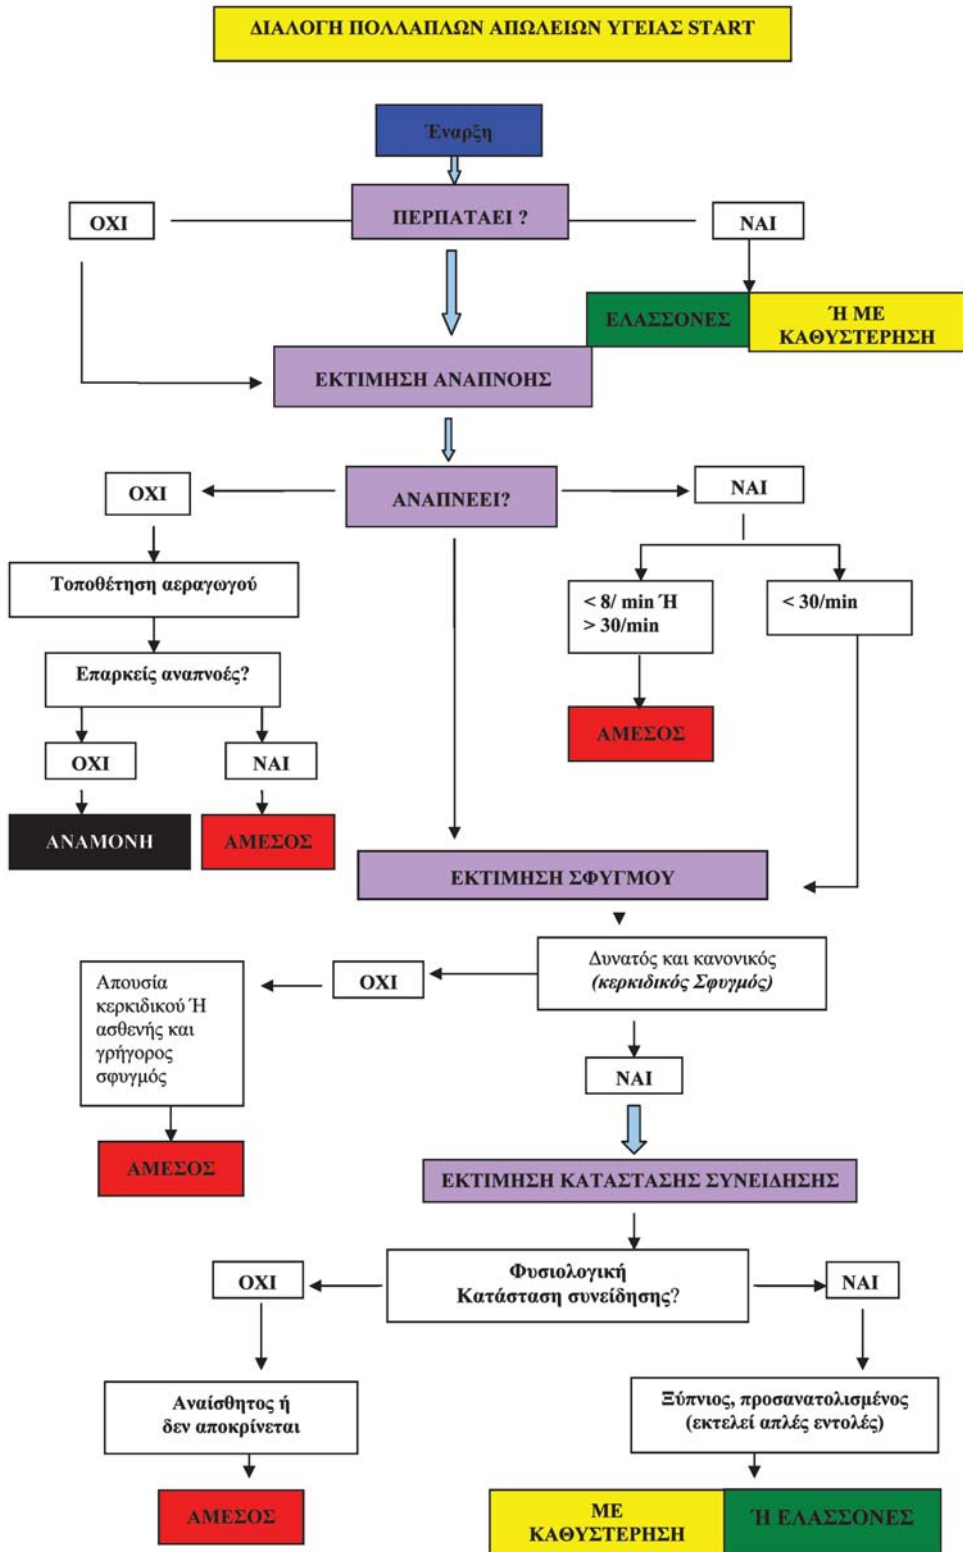 ΔΙΑΛΟΓΗ ΠΟΛΛΑΠΛΩΝ ΑΠΩΛΕΙΩΝ ΥΓΕΙΑΣ START
Έναρξη
ΠΕΡΠΑΤΑΕΙ ?
ΟΧΙ
ΝΑΙ
ΕΛΑΣΣΟΝΕΣ
Ή ΜΕ
ΚΑΘΥΣΤΕΡΗΣΗ
ΕΚΤΙΜΗΣΗ ΑΝΑΠΝΟΗΣ
ΑΝΑΠΝΕΕΙ?
ΟΧΙ
ΝΑΙ
Τοποθέτηση αεραγωγού
< 8/ min Ή
> 30/min
< 30/min
Επαρκείς αναπνοές?
ΑΜΕΣΟΣ
ΟΧΙ
ΝΑΙ
ΑΝΑΜΟΝΗ
ΑΜΕΣΟΣ
ΕΚΤΙΜΗΣΗ ΣΦΥΓΜΟΥ
Δυνατός και κανονικός
(κερκιδικός Σφυγμός)
ΟΧΙ
Απουσία
κερκιδικού Ή
ασθενής και
γρήγορος
σφυγμός
ΝΑΙ
ΑΜΕΣΟΣ
ΕΚΤΙΜΗΣΗ ΚΑΤΑΣΤΑΣΗΣ ΣΥΝΕΙΔΗΣΗΣ
Φυσιολογική
Κατάσταση συνείδησης?
ΟΧΙ
ΝΑΙ
Αναίσθητος ή
δεν αποκρίνεται
Ξύπνιος, προσανατολισμένος
(εκτελεί απλές εντολές)
ΑΜΕΣΟΣ
ΜΕ
ΚΑΘΥΣΤΕΡΗΣΗ
Ή ΕΛΑΣΣΟΝΕΣ